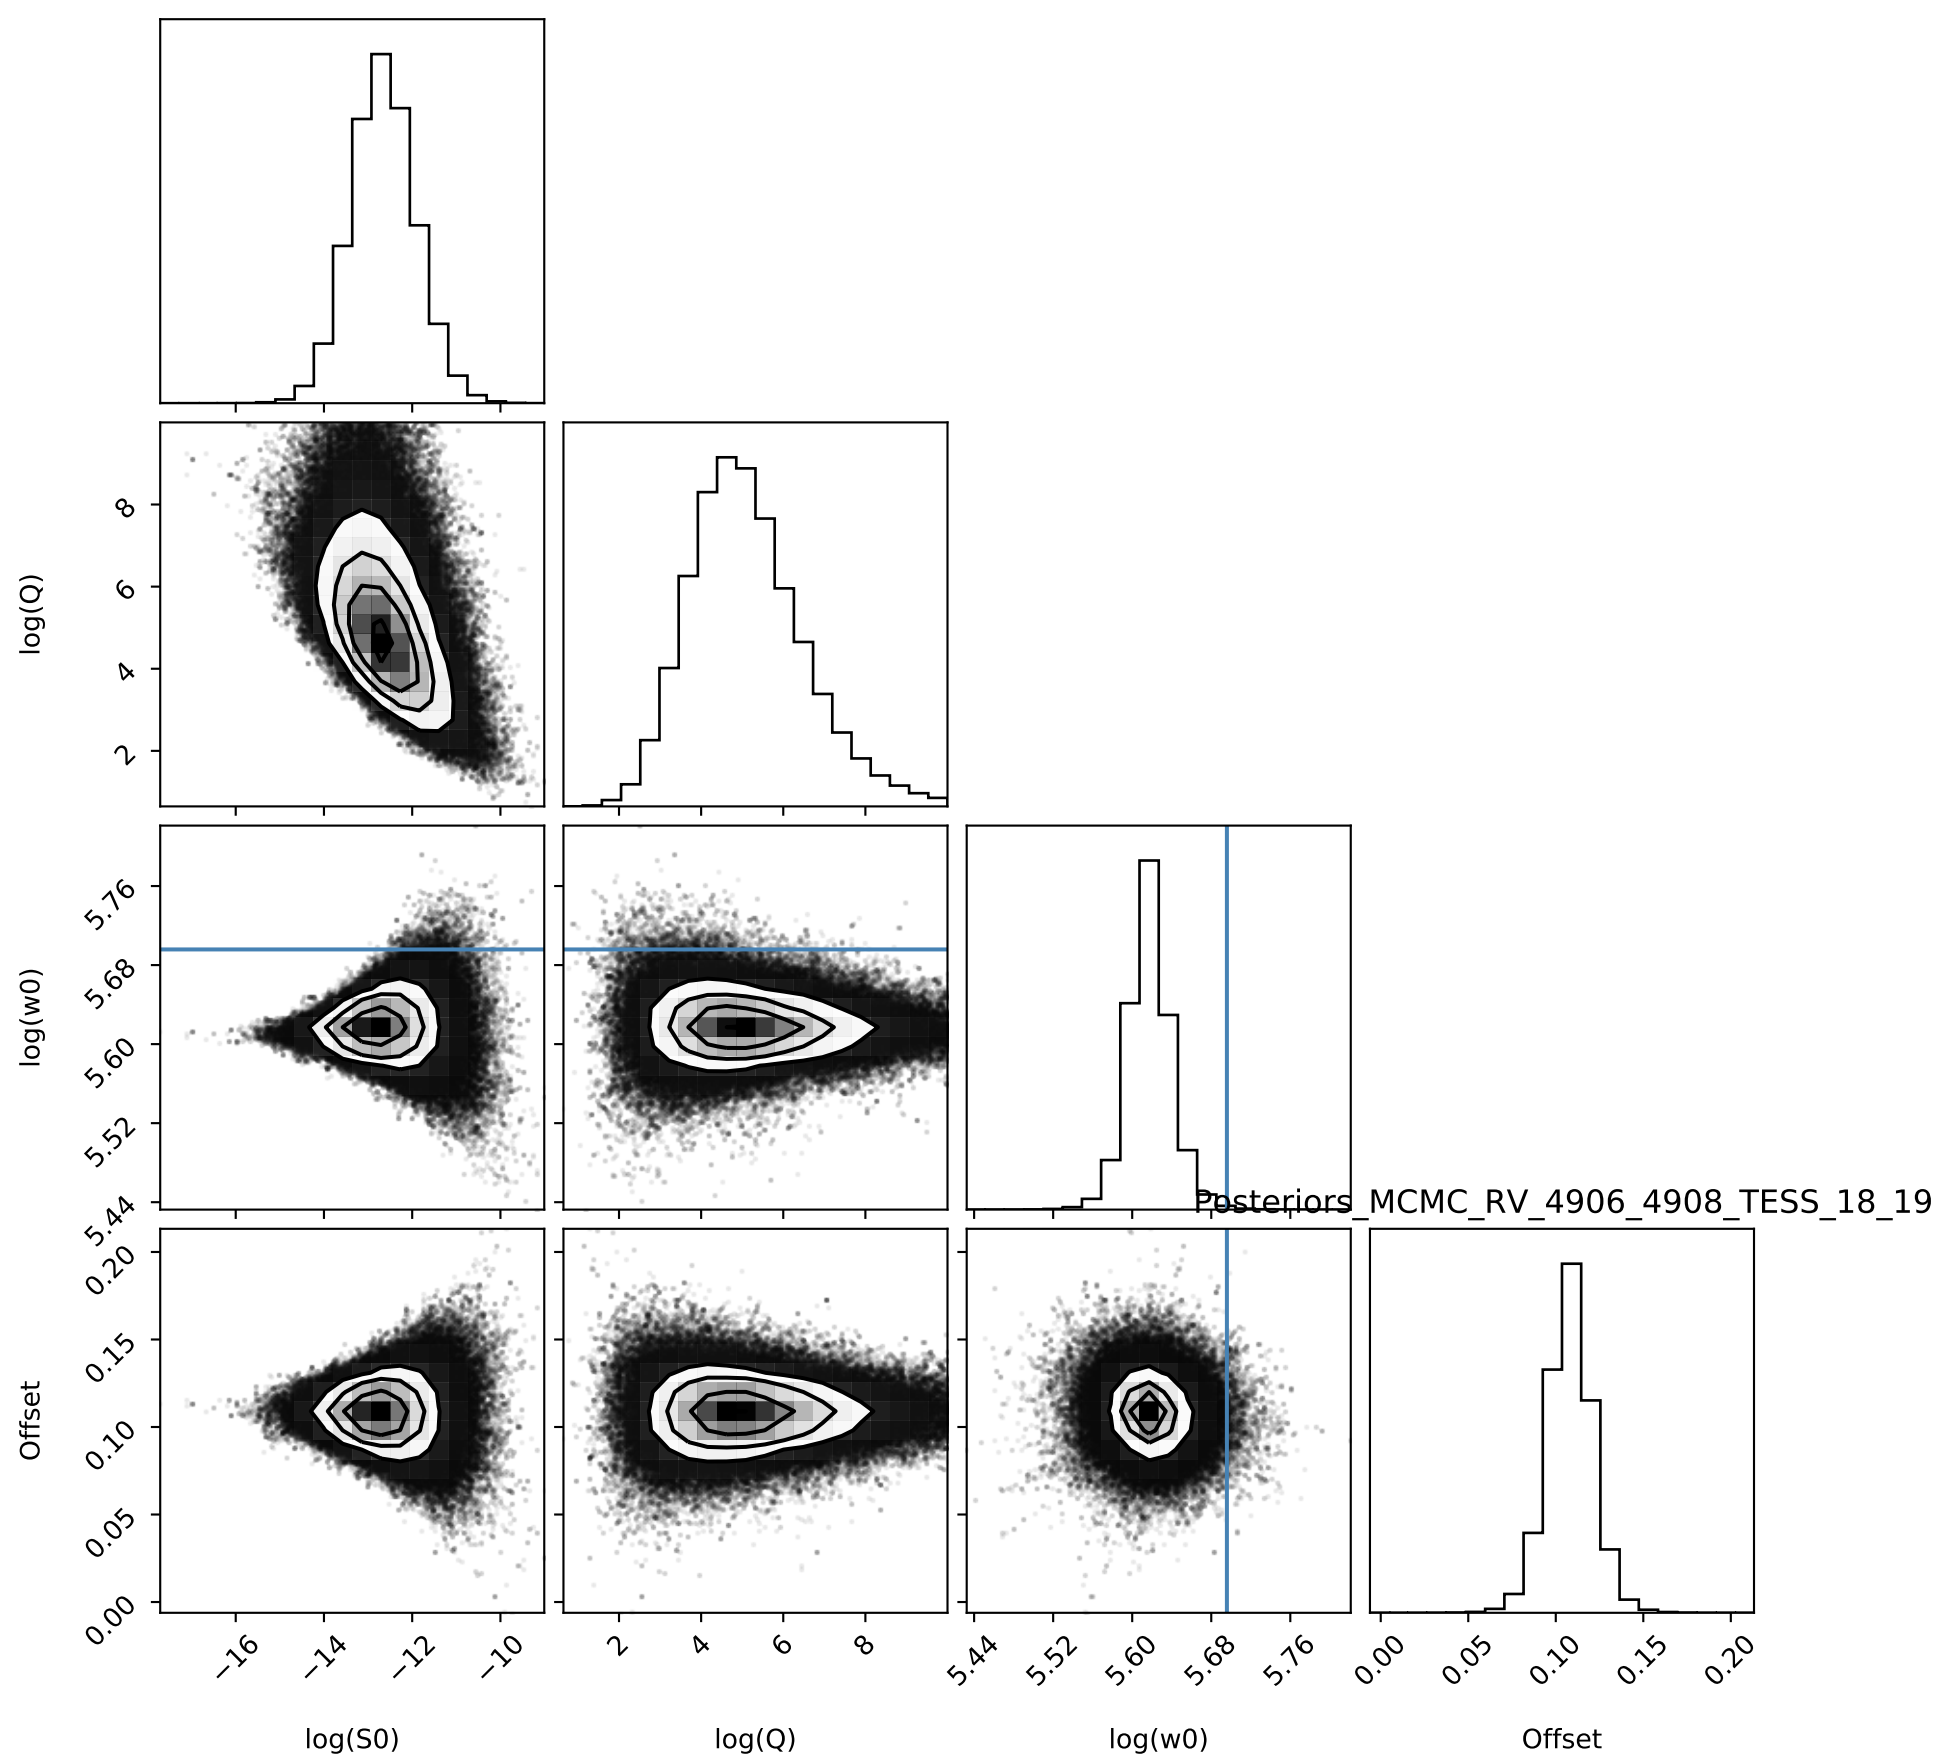 log(Q)
8
6
4
2
log(w0)
5.76
5.68
5.60
5.52
5.44
Posteriors_MCMC_RV_4906_4908_TESS_18_19
Offset
0.20
0.15
0.10
0.05
0.00
−16 −14 −12 −10
2 4 6 8
5.44 5.52 5.60 5.68 5.76
0.00 0.05 0.10 0.15 0.20
log(S0) log(Q) log(w0) Offset